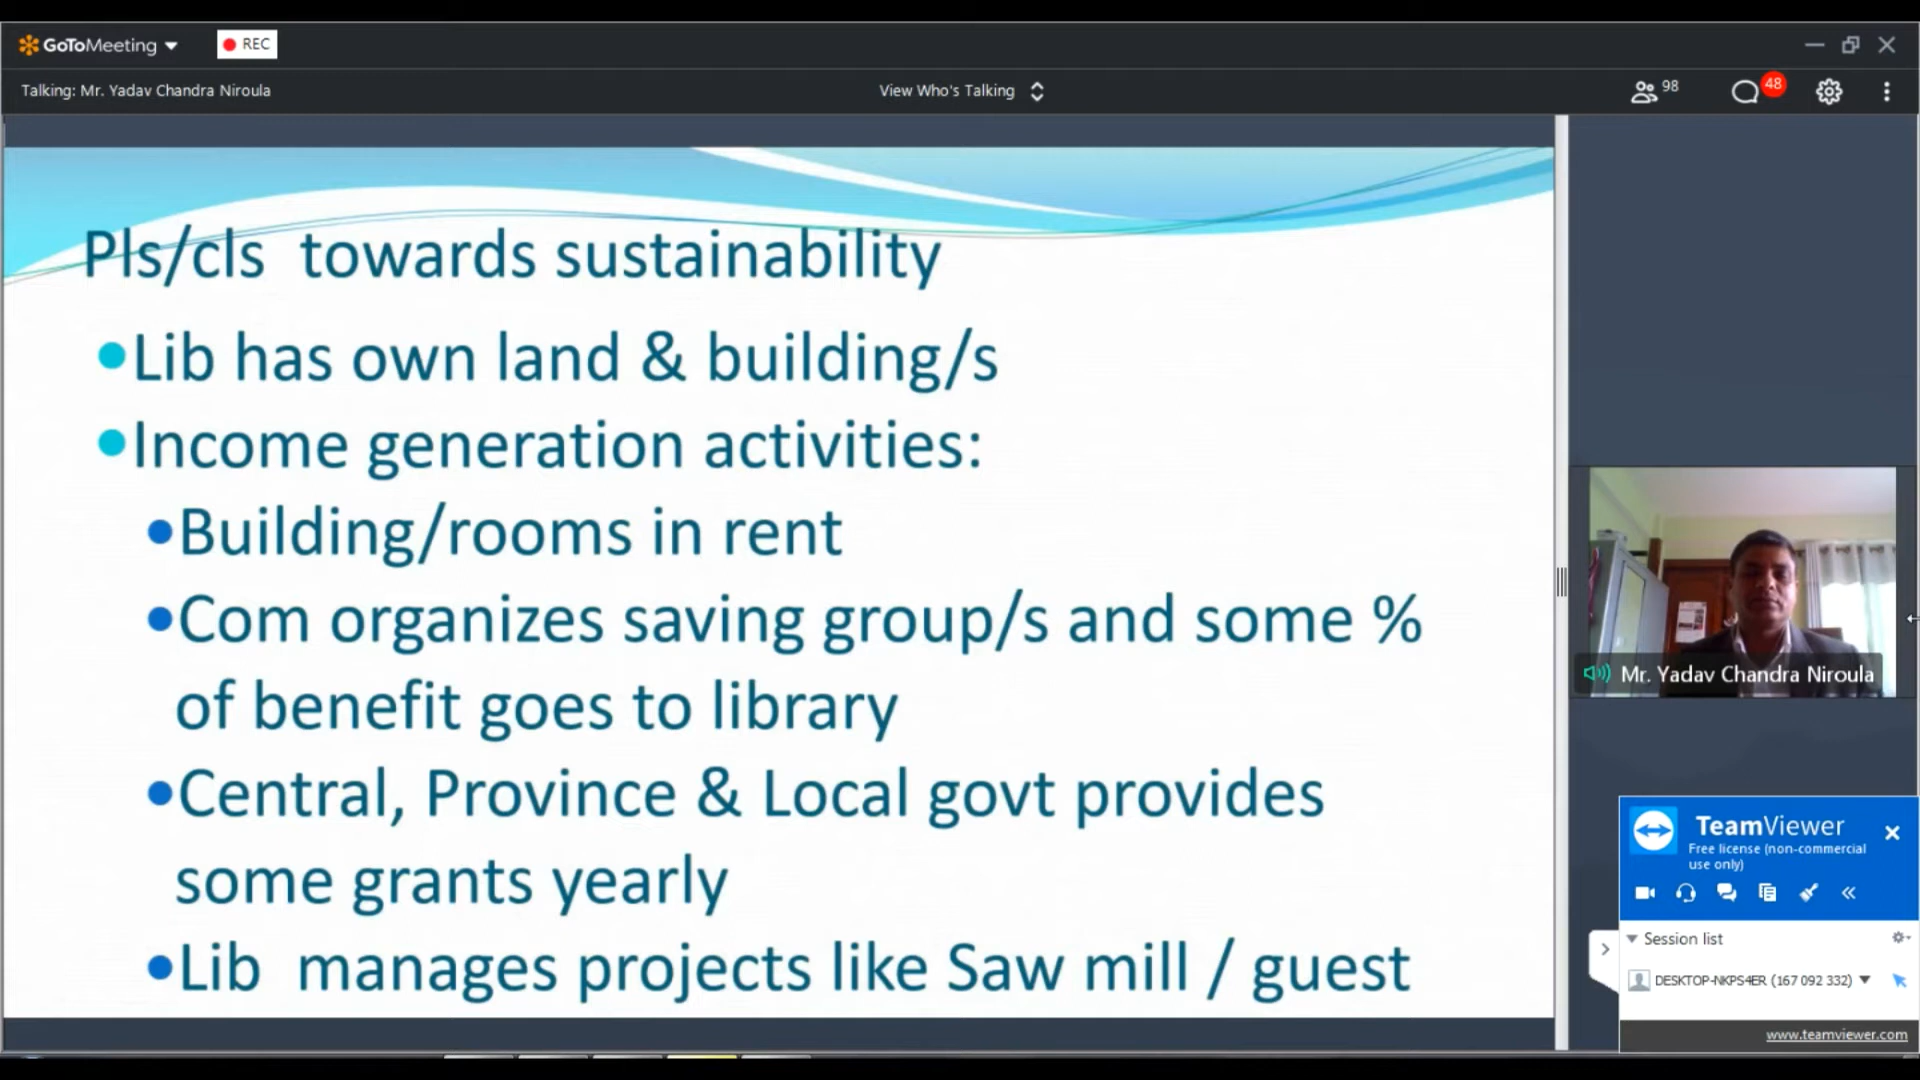 GoToMeeting
REC
Talking: Mr. Yadav Chandra Niroula
View Who's Talking
98
48
Pls/cls towards sustainability
Lib has own land & building/s
Income generation activities:
Building/rooms in rent
Com organizes saving group/s and some %
of benefit goes to library
Central, Province & Local govt provides
some grants yearly
Lib manages projects like Saw mill / guest
Mr. Yadav Chandra Niroula
TeamViewer
Free license (non-commercial
use only)
Session list
DESKTOP-NKPS4ER (167 092 332)
www.teamviewer.com